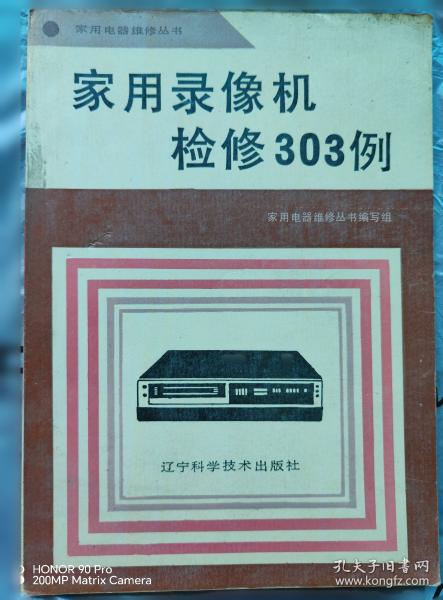 家用电器维修丛书
家用录像机
检修303例
家用电器维修丛书编写组
辽宁科学技术出版社
HONOR 90 Pro
200MP Matrix Camera
孔夫子旧书网
www.kongfz.com